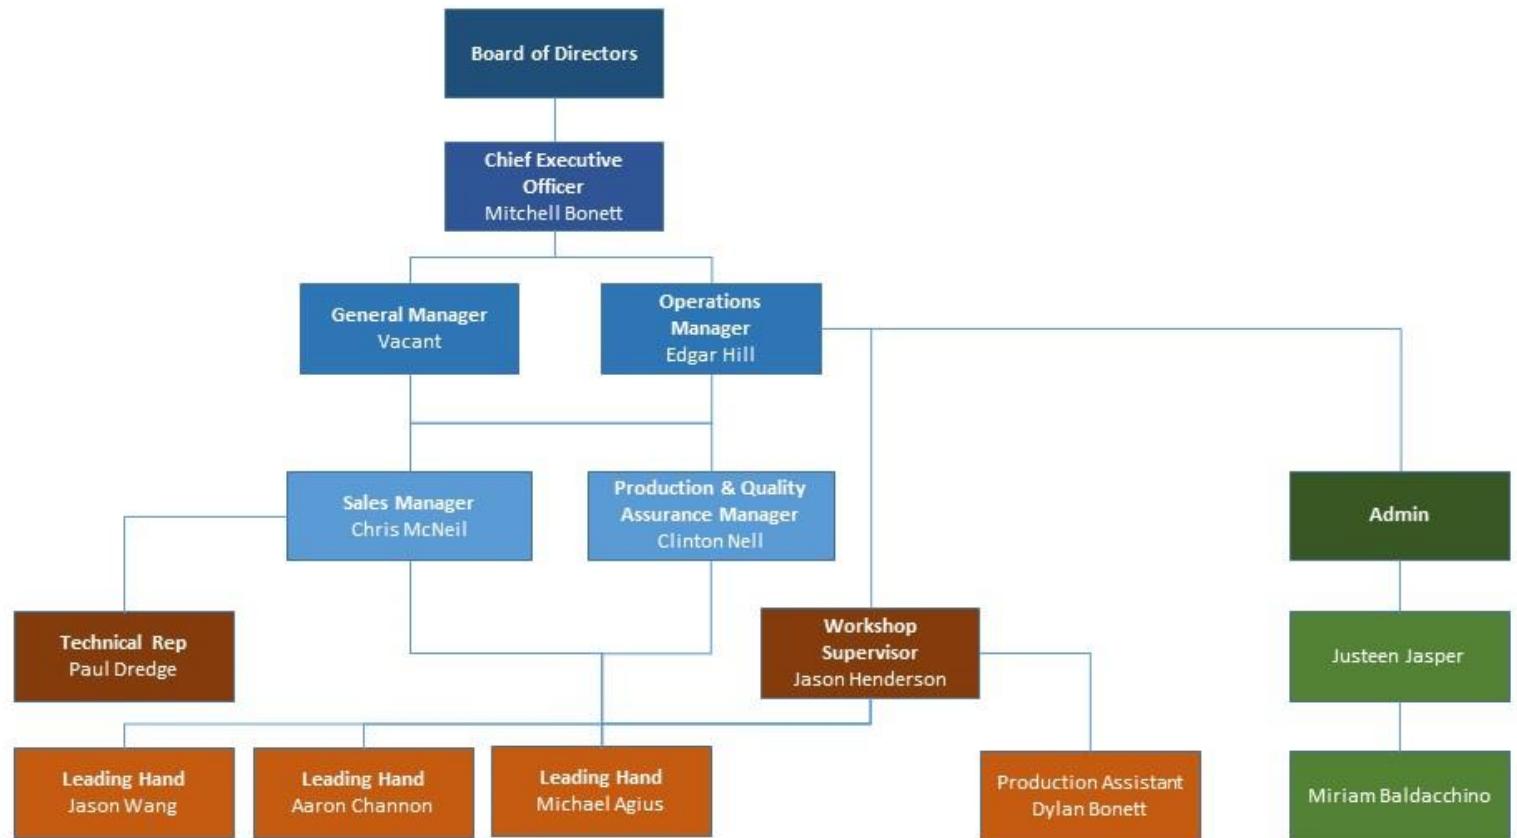 Board of Directors
Chief Executive
Officer
Mitchell Bonett
General Manager
Vacant
Operations
Manager
Edgar Hill
Sales Manager
Chris McNeil
Production & Quality
Assurance Manager
Clinton Nell
Admin
Technical Rep
Paul Dredge
Workshop
Supervisor
Jason Henderson
Justeen Jasper
Leading Hand
Jason Wang
Leading Hand
Aaron Channon
Leading Hand
Michael Agius
Production Assistant
Dylan Bonett
Miriam Baldacchino